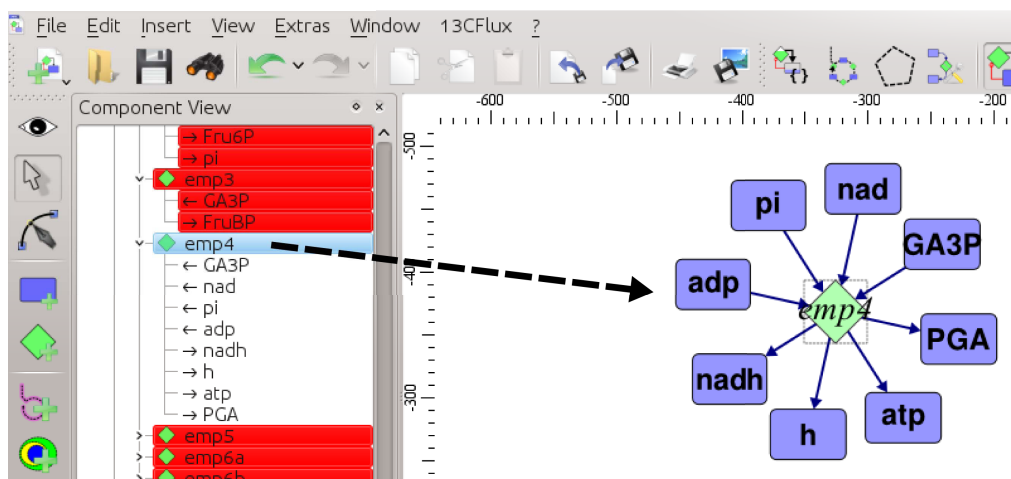 File Edit Insert View Extras Window 13CFlux ?
Component View
-600 -500 -400 -300 -200
→ Fru6P
→ pi
emp3
← GA3P
→ FruBP
emp4
← GA3P
← nad
← pi
← adp
→ nadh
→ h
→ atp
→ PGA
emp5
emp6a
emp6b
-500
-400
-300
pi
nad
GA3P
adp
emp4
PGA
nadh
atp
h